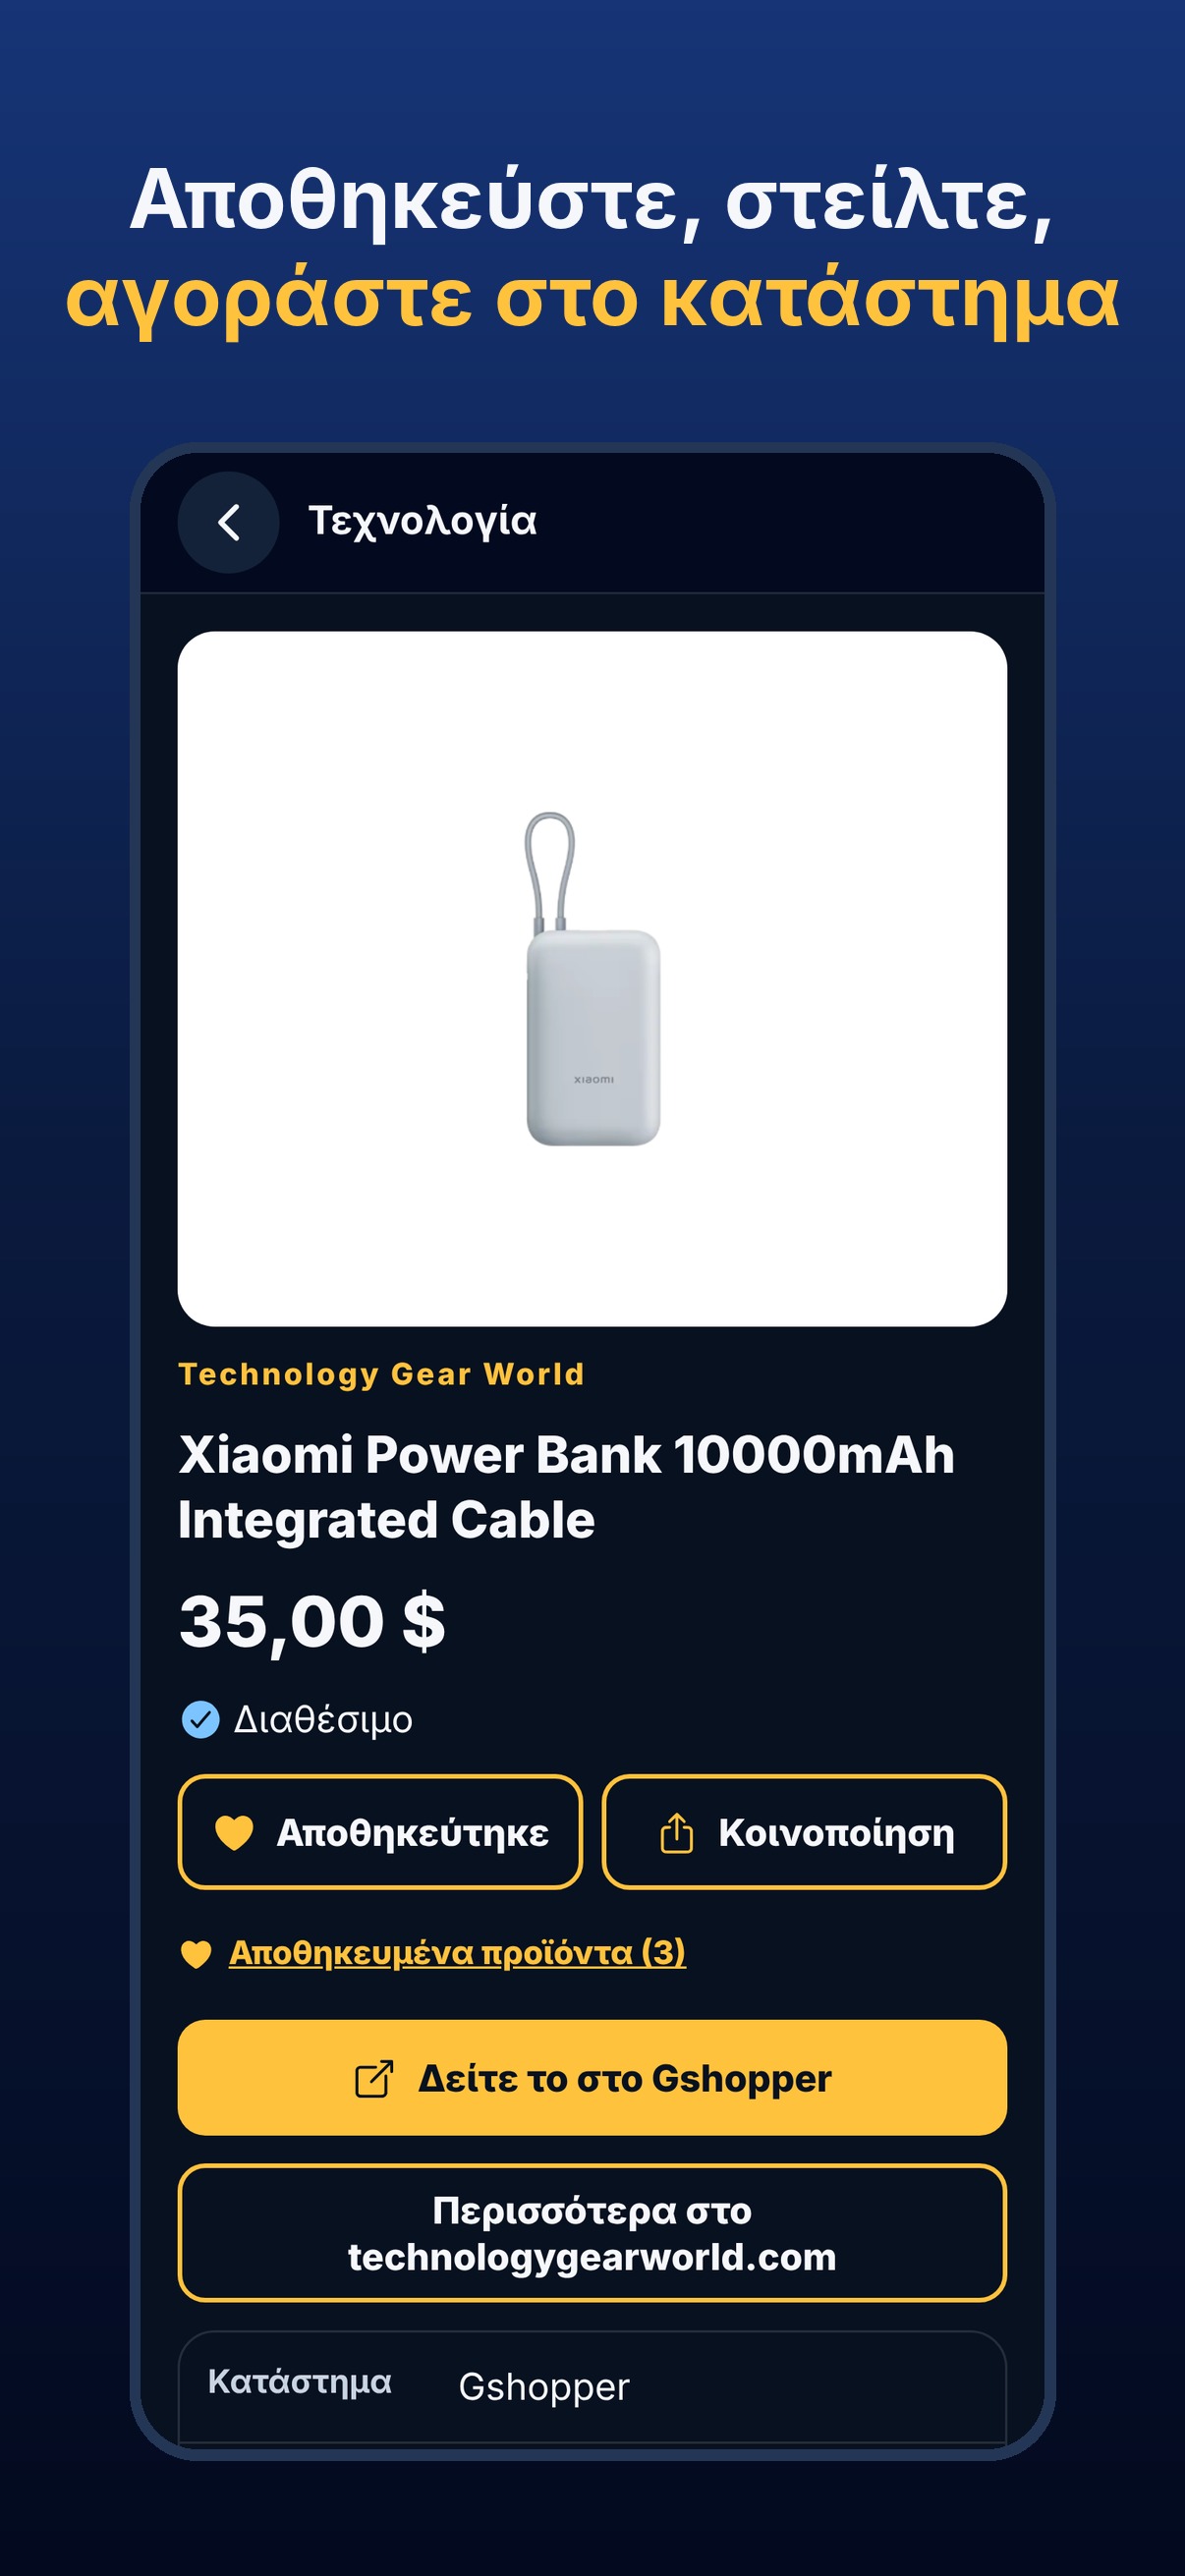 Αποθηκεύστε, στείλτε,
αγοράστε στο κατάστημα
Τεχνολογία
xiaomi
Technology Gear World
Xiaomi Power Bank 10000mAh
Integrated Cable
35,00 $
Διαθέσιμο
Αποθηκεύτηκε
Κοινοποίηση
Αποθηκευμένα προϊόντα (3)
Δείτε το στο Gshopper
Περισσότερα στο
technologygearworld.com
Κατάστημα Gshopper